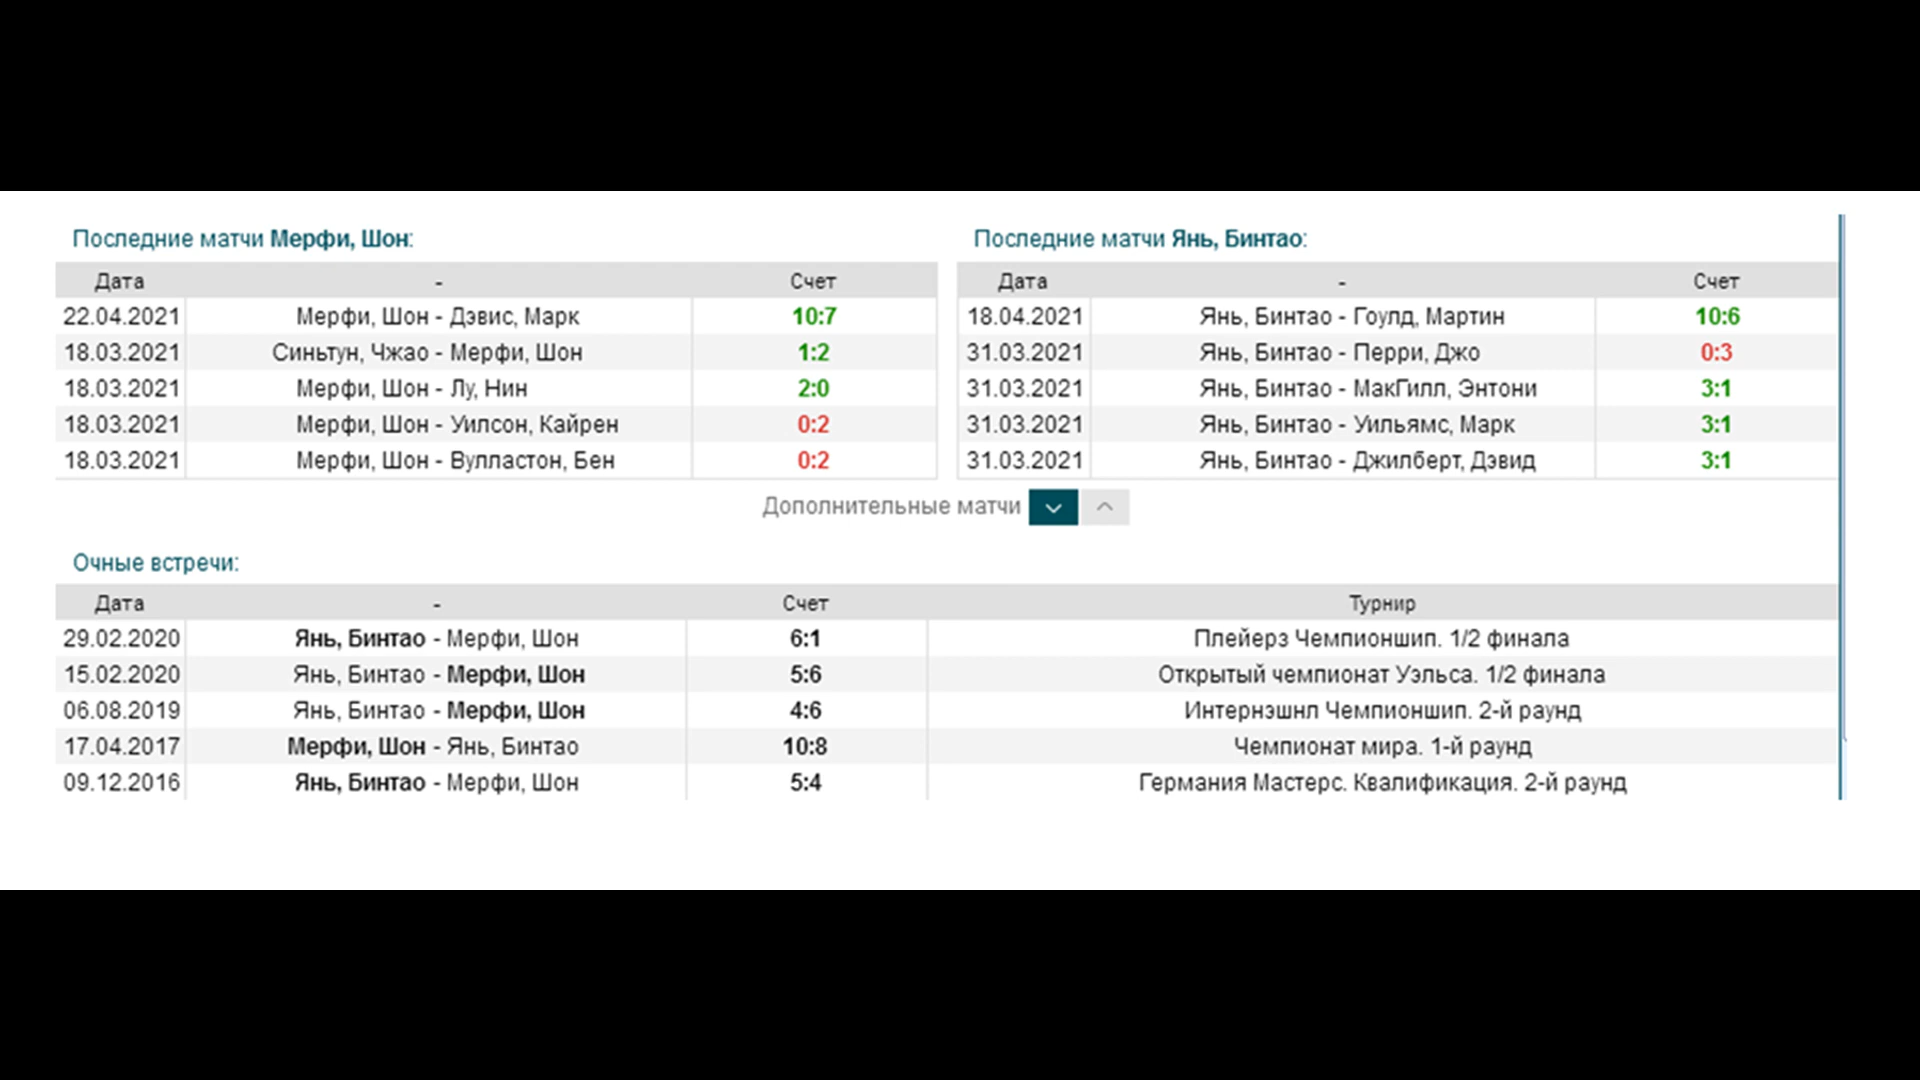 Последние матчи Мерфи, Шон:
Дата - Счет
22.04.2021 Мерфи, Шон - Дэвис, Марк 10:7
18.03.2021 Синьтун, Чжао - Мерфи, Шон 1:2
18.03.2021 Мерфи, Шон - Лу, Нин 2:0
18.03.2021 Мерфи, Шон - Уилсон, Кайрен 0:2
18.03.2021 Мерфи, Шон - Вулластон, Бен 0:2
Последние матчи Янь, Бинтао:
Дата - Счет
18.04.2021 Янь, Бинтао - Гоулд, Мартин 10:6
31.03.2021 Янь, Бинтао - Перри, Джо 0:3
31.03.2021 Янь, Бинтао - МакГилл, Энтони 3:1
31.03.2021 Янь, Бинтао - Уильямс, Марк 3:1
31.03.2021 Янь, Бинтао - Джилберт, Дэвид 3:1
Дополнительные матчи
Очные встречи:
Дата - Счет Турнир
29.02.2020 Янь, Бинтао - Мерфи, Шон 6:1 Плейерз Чемпионшип. 1/2 финала
15.02.2020 Янь, Бинтао - Мерфи, Шон 5:6 Открытый чемпионат Уэльса. 1/2 финала
06.08.2019 Янь, Бинтао - Мерфи, Шон 4:6 Интернэшнл Чемпионшип. 2-й раунд
17.04.2017 Мерфи, Шон - Янь, Бинтао 10:8 Чемпионат мира. 1-й раунд
09.12.2016 Янь, Бинтао - Мерфи, Шон 5:4 Германия Мастерс. Квалификация. 2-й раунд